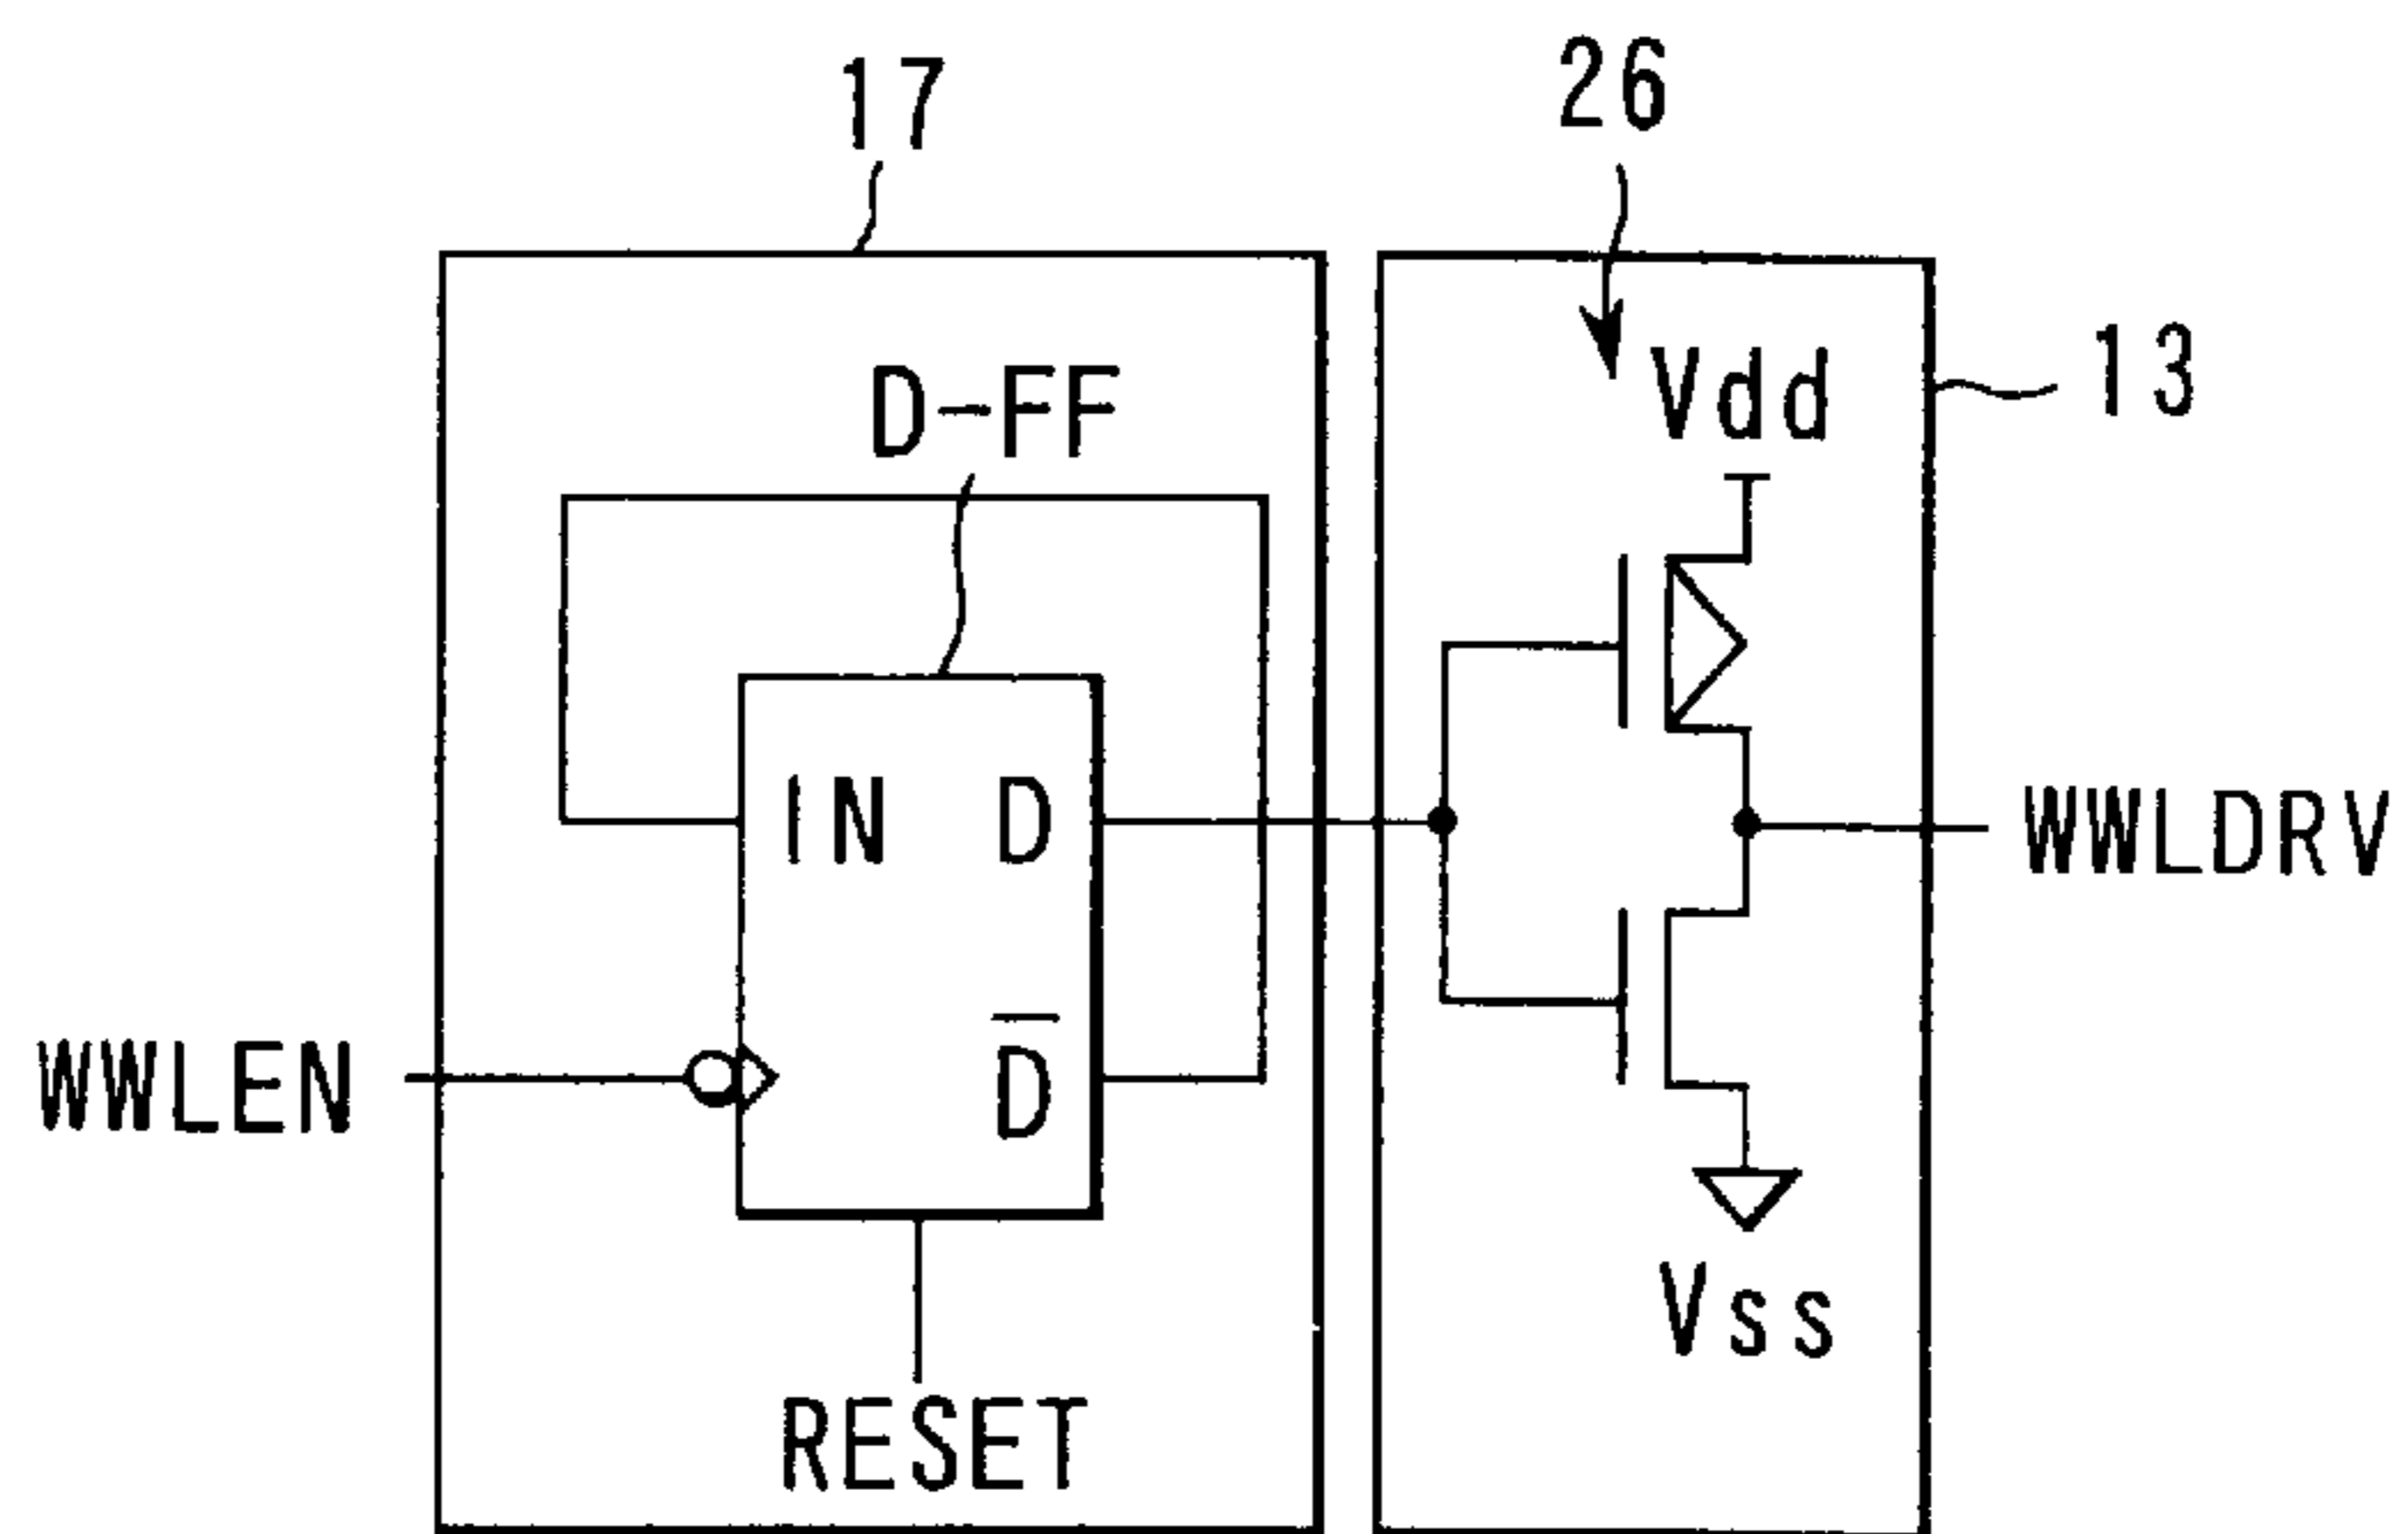 17
26
13
D-FF
Vdd
IN D
WWLDRV
WWLEN
D̅
Vss
RESET